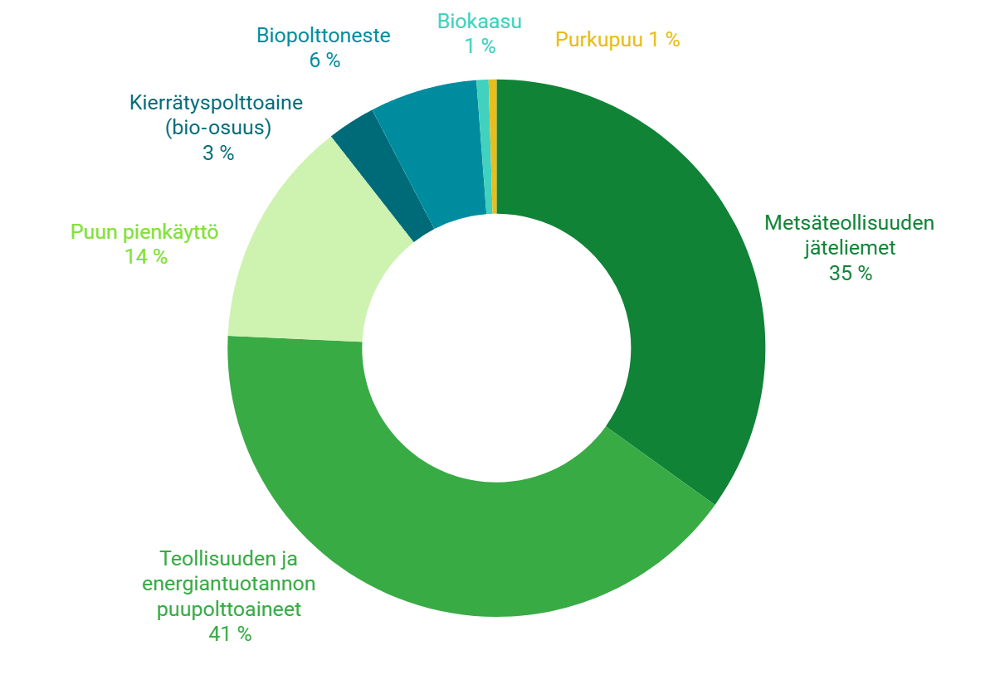 Biokaasu
1 %
Purkupuu 1 %
Biopolttoneste
6 %
Kierrätyspolttoaine
(bio-osuus)
3 %
Puun pienkäyttö
14 %
Metsäteollisuuden
jäteliemet
35 %
Teollisuuden ja
energiantuotannon
puupolttoaineet
41 %